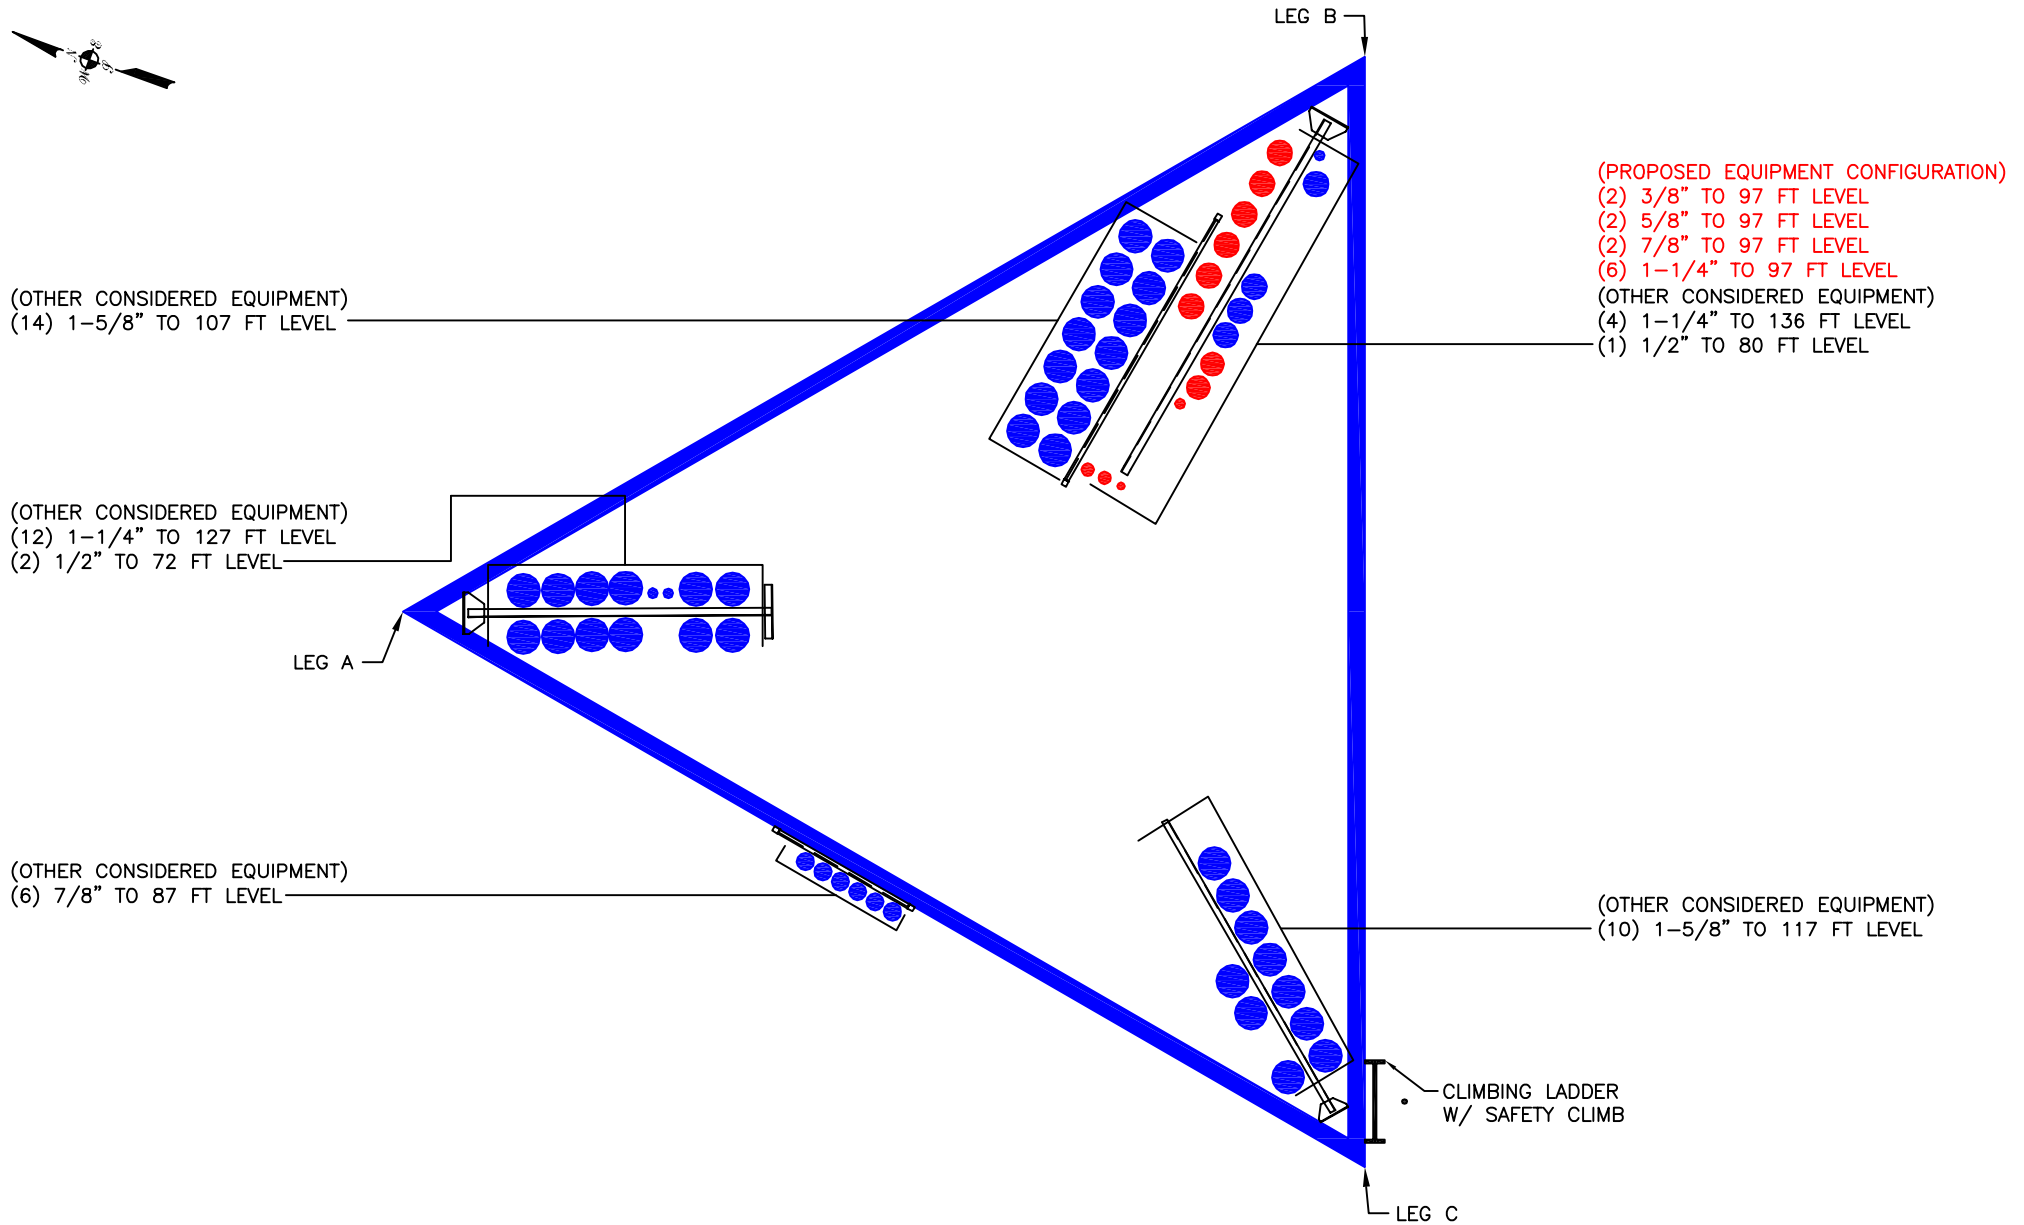 LEG B
(PROPOSED EQUIPMENT CONFIGURATION)
(2) 3/8" TO 97 FT LEVEL
(2) 5/8" TO 97 FT LEVEL
(2) 7/8" TO 97 FT LEVEL
(6) 1-1/4" TO 97 FT LEVEL
(OTHER CONSIDERED EQUIPMENT)
(4) 1-1/4" TO 136 FT LEVEL
(1) 1/2" TO 80 FT LEVEL
(OTHER CONSIDERED EQUIPMENT)
(14) 1-5/8" TO 107 FT LEVEL
(OTHER CONSIDERED EQUIPMENT)
(12) 1-1/4" TO 127 FT LEVEL
(2) 1/2" TO 72 FT LEVEL
LEG A
(OTHER CONSIDERED EQUIPMENT)
(6) 7/8" TO 87 FT LEVEL
(OTHER CONSIDERED EQUIPMENT)
(10) 1-5/8" TO 117 FT LEVEL
CLIMBING LADDER
W/ SAFETY CLIMB
LEG C